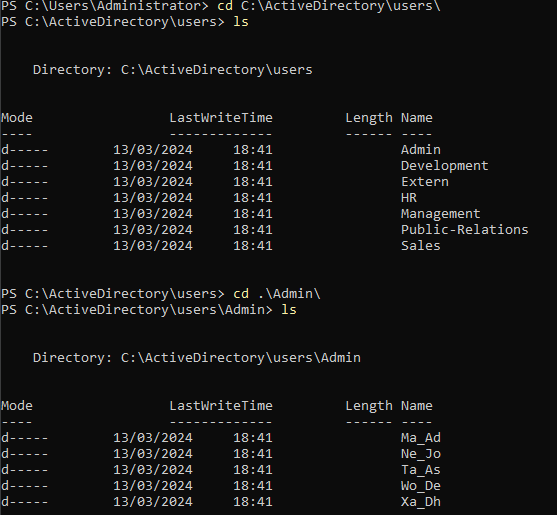 PS C:\Users\Administrator> cd C:\ActiveDirectory\users\
PS C:\ActiveDirectory\users> ls
Directory: C:\ActiveDirectory\users
Mode LastWriteTime Length Name
---- ------------- ------ ----
d----- 13/03/2024 18:41 Admin
d----- 13/03/2024 18:41 Development
d----- 13/03/2024 18:41 Extern
d----- 13/03/2024 18:41 HR
d----- 13/03/2024 18:41 Management
d----- 13/03/2024 18:41 Public-Relations
d----- 13/03/2024 18:41 Sales
PS C:\ActiveDirectory\users> cd .\Admin\
PS C:\ActiveDirectory\users\Admin> ls
Directory: C:\ActiveDirectory\users\Admin
Mode LastWriteTime Length Name
---- ------------- ------ ----
d----- 13/03/2024 18:41 Ma_Ad
d----- 13/03/2024 18:41 Ne_Jo
d----- 13/03/2024 18:41 Ta_As
d----- 13/03/2024 18:41 Wo_De
d----- 13/03/2024 18:41 Xa_Dh